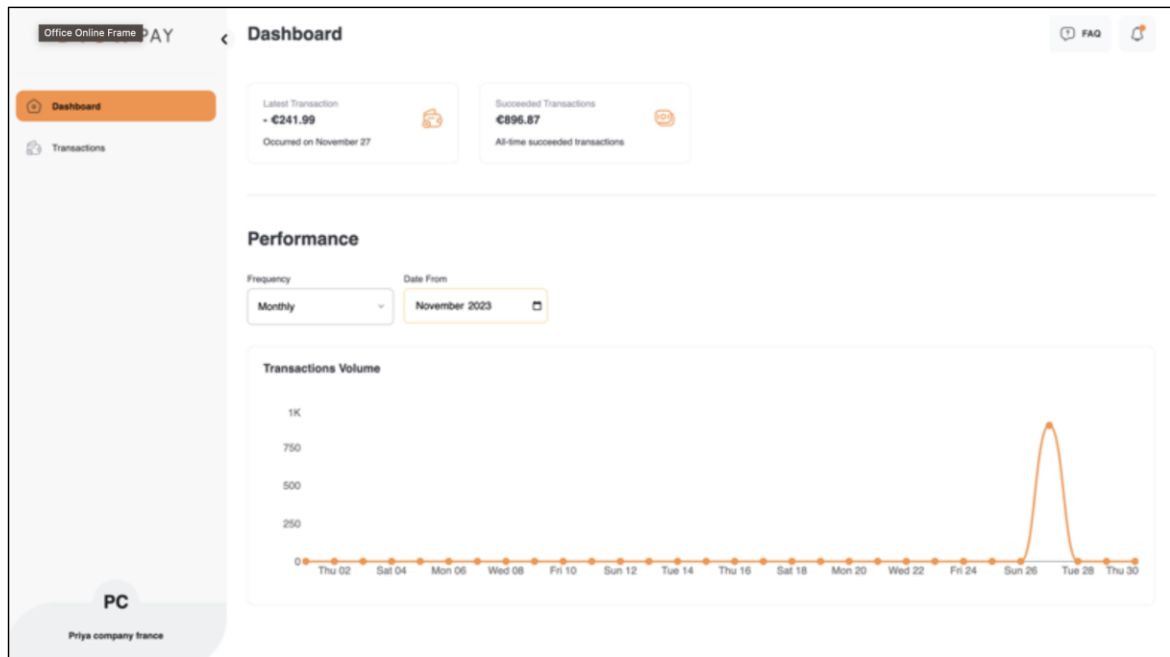 Office Online Frame PAY
Dashboard
FAQ
Dashboard
Transactions
Latest Transaction
- €241.99
Occurred on November 27
Succeeded Transactions
€896.87
All-time succeeded transactions
Performance
Frequency
Monthly
Date From
November 2023
Transactions Volume
1K
750
500
250
0
Thu 02 Sat 04 Mon 06 Wed 08 Fri 10 Sun 12 Tue 14 Thu 16 Sat 18 Mon 20 Wed 22 Fri 24 Sun 26 Tue 28 Thu 30
PC
Priya company france